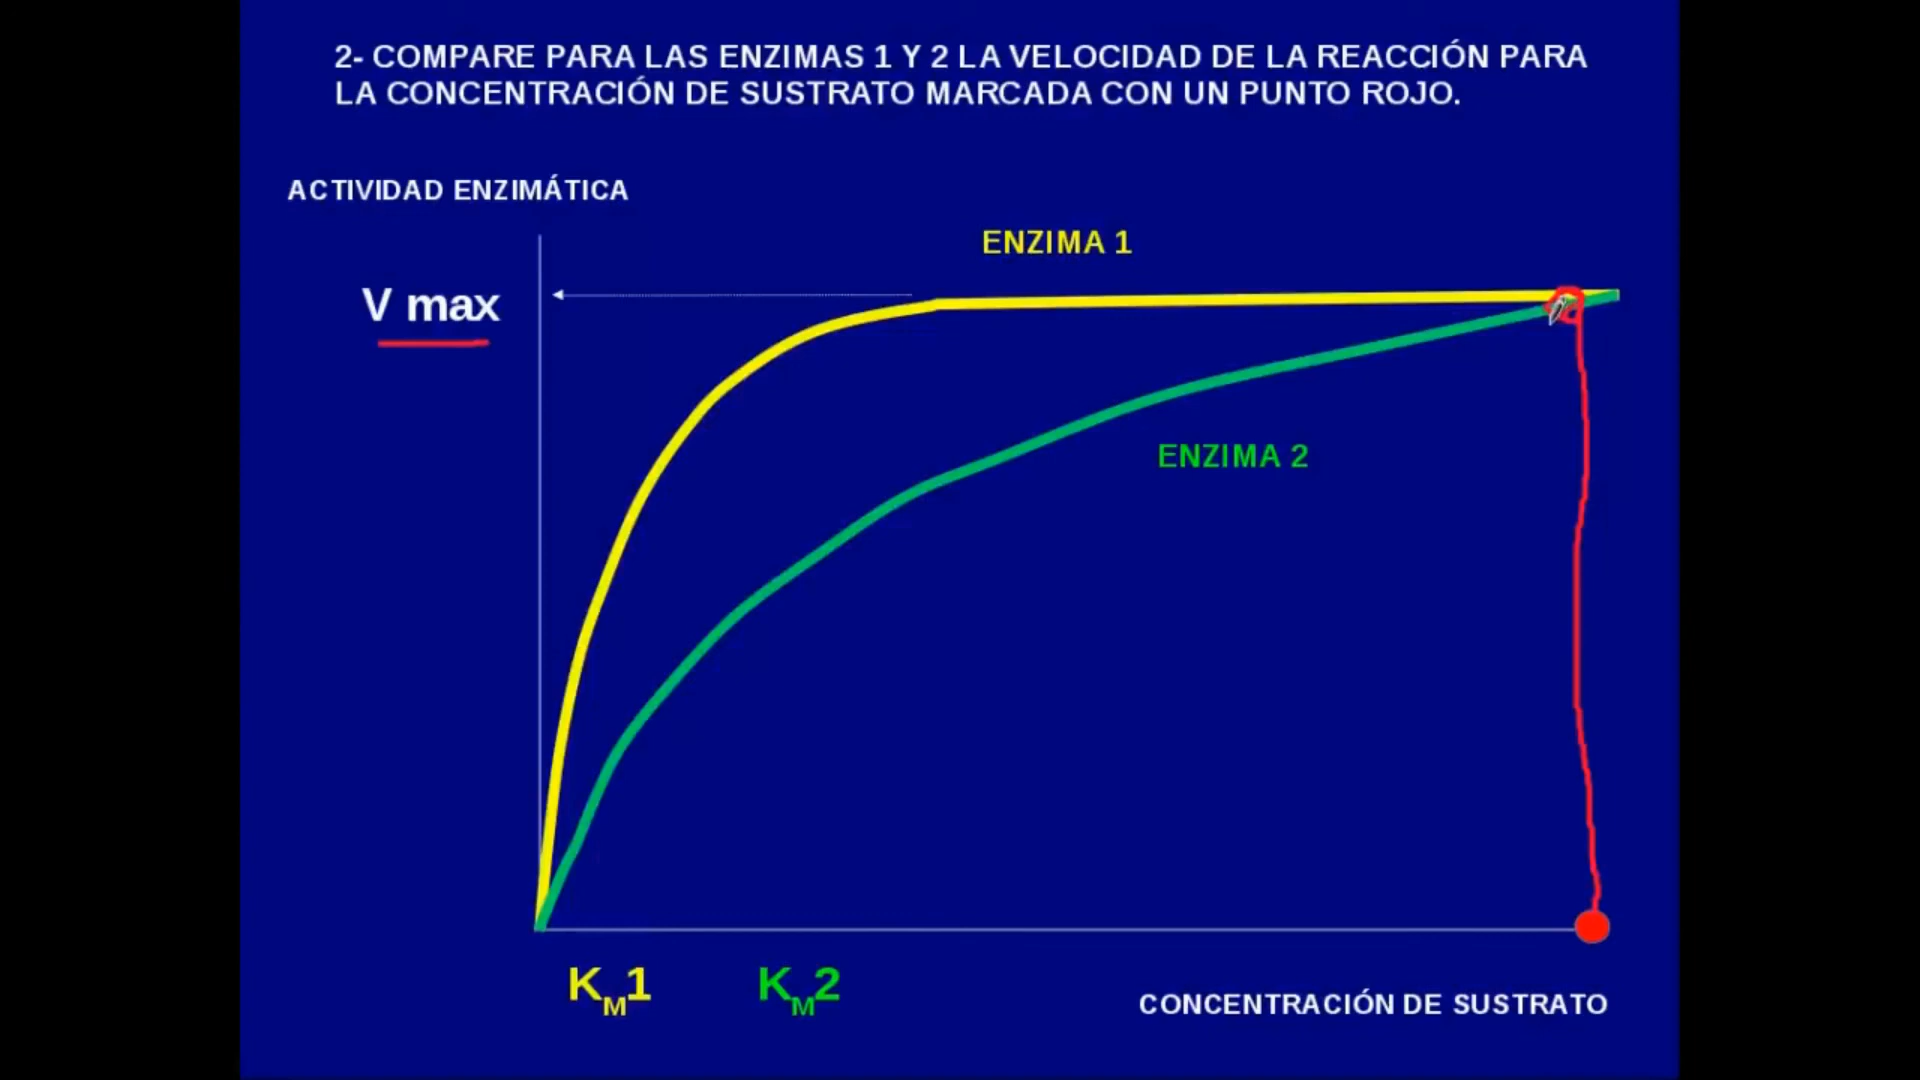 2- COMPARE PARA LAS ENZIMAS 1 Y 2 LA VELOCIDAD DE LA REACCIÓN PARA
LA CONCENTRACIÓN DE SUSTRATO MARCADA CON UN PUNTO ROJO.
ACTIVIDAD ENZIMÁTICA
ENZIMA 1
V max
ENZIMA 2
KM1
KM2
CONCENTRACIÓN DE SUSTRATO